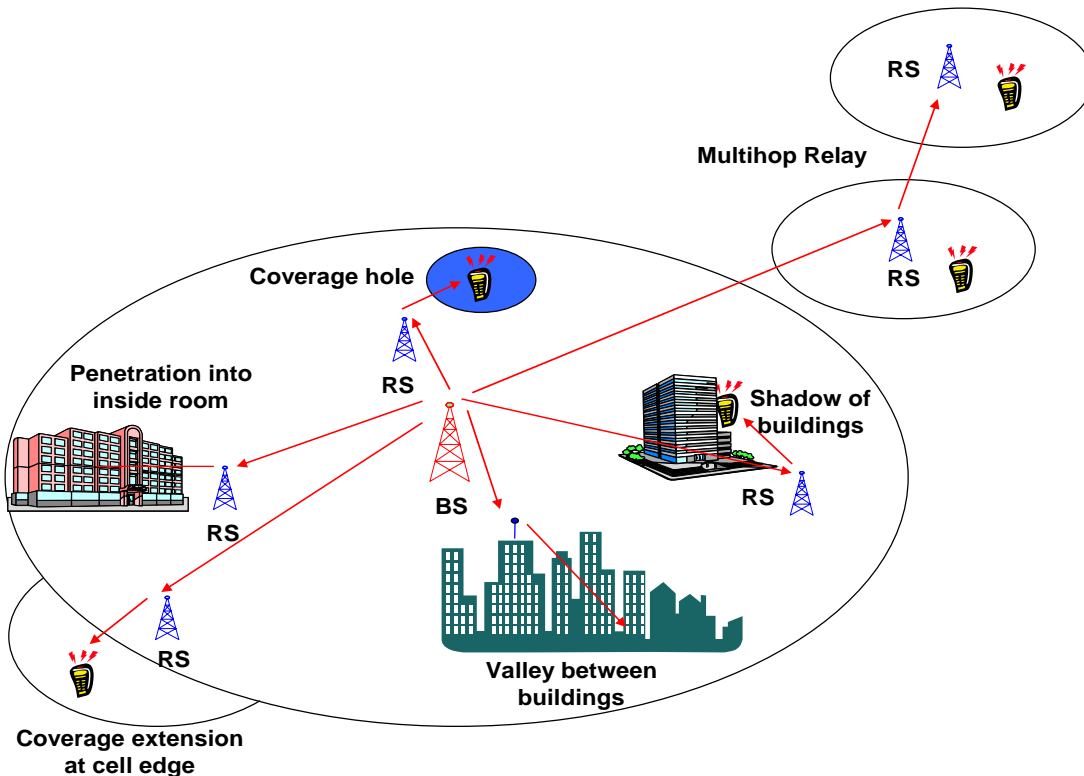 RS
Multihop Relay
RS
Coverage hole
RS
Penetration into
inside room
Shadow of
buildings
RS
BS
RS
RS
Valley between
buildings
Coverage extension
at cell edge